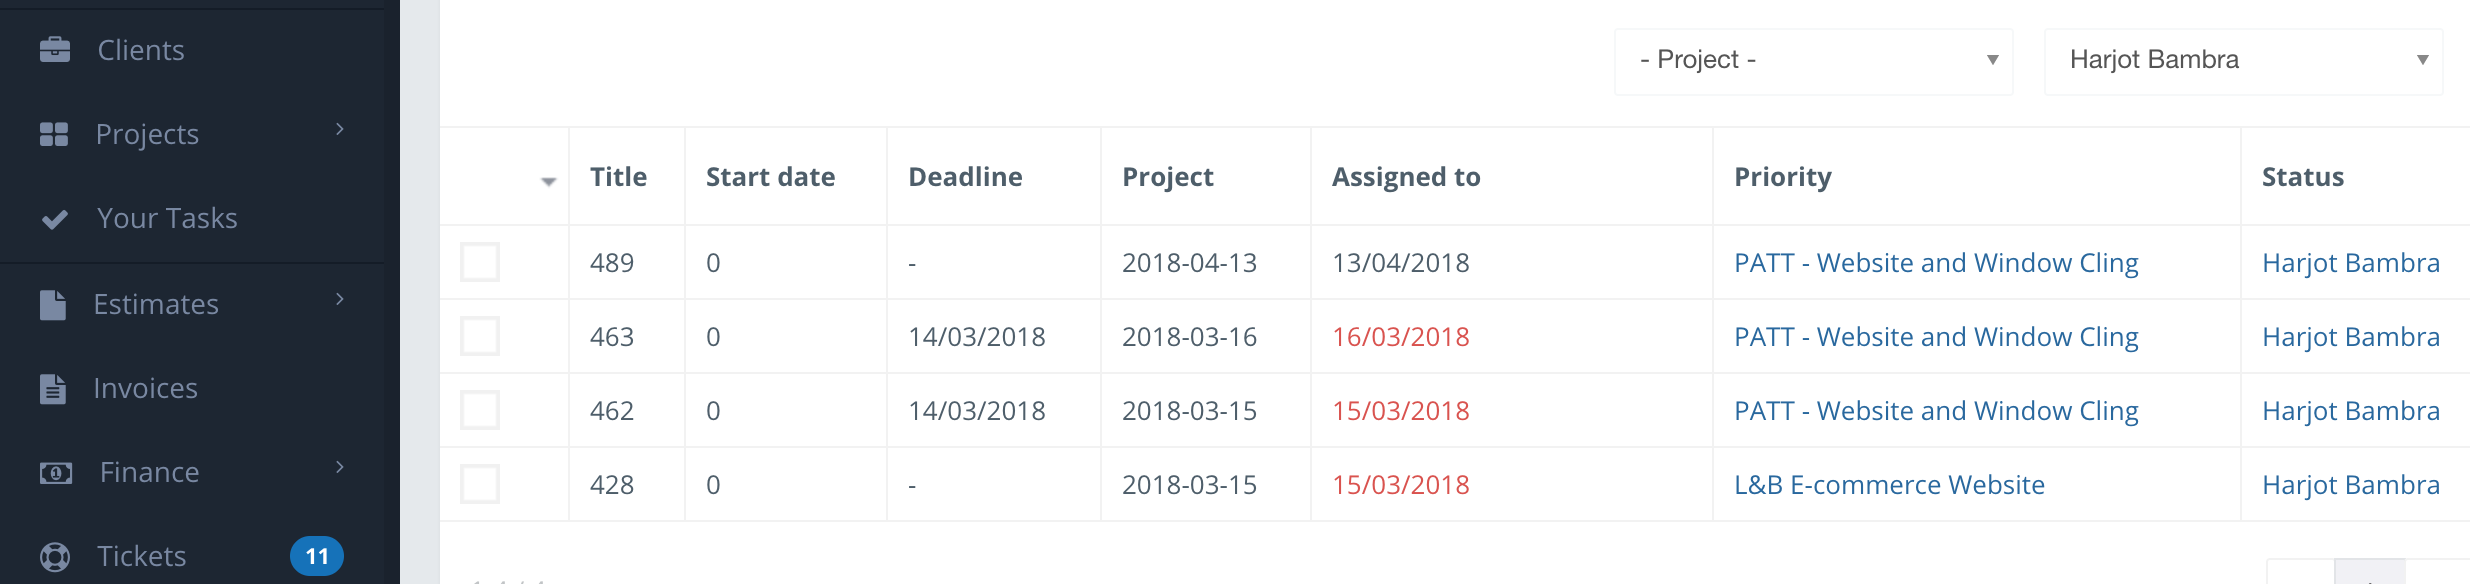 Clients
Projects
Your Tasks
Estimates
Invoices
Finance
Tickets 11
- Project - Harjot Bambra
Title Start date Deadline Project Assigned to Priority Status
489 0 - 2018-04-13 13/04/2018 PATT - Website and Window Cling Harjot Bambra
463 0 14/03/2018 2018-03-16 16/03/2018 PATT - Website and Window Cling Harjot Bambra
462 0 14/03/2018 2018-03-15 15/03/2018 PATT - Website and Window Cling Harjot Bambra
428 0 - 2018-03-15 15/03/2018 L&B E-commerce Website Harjot Bambra